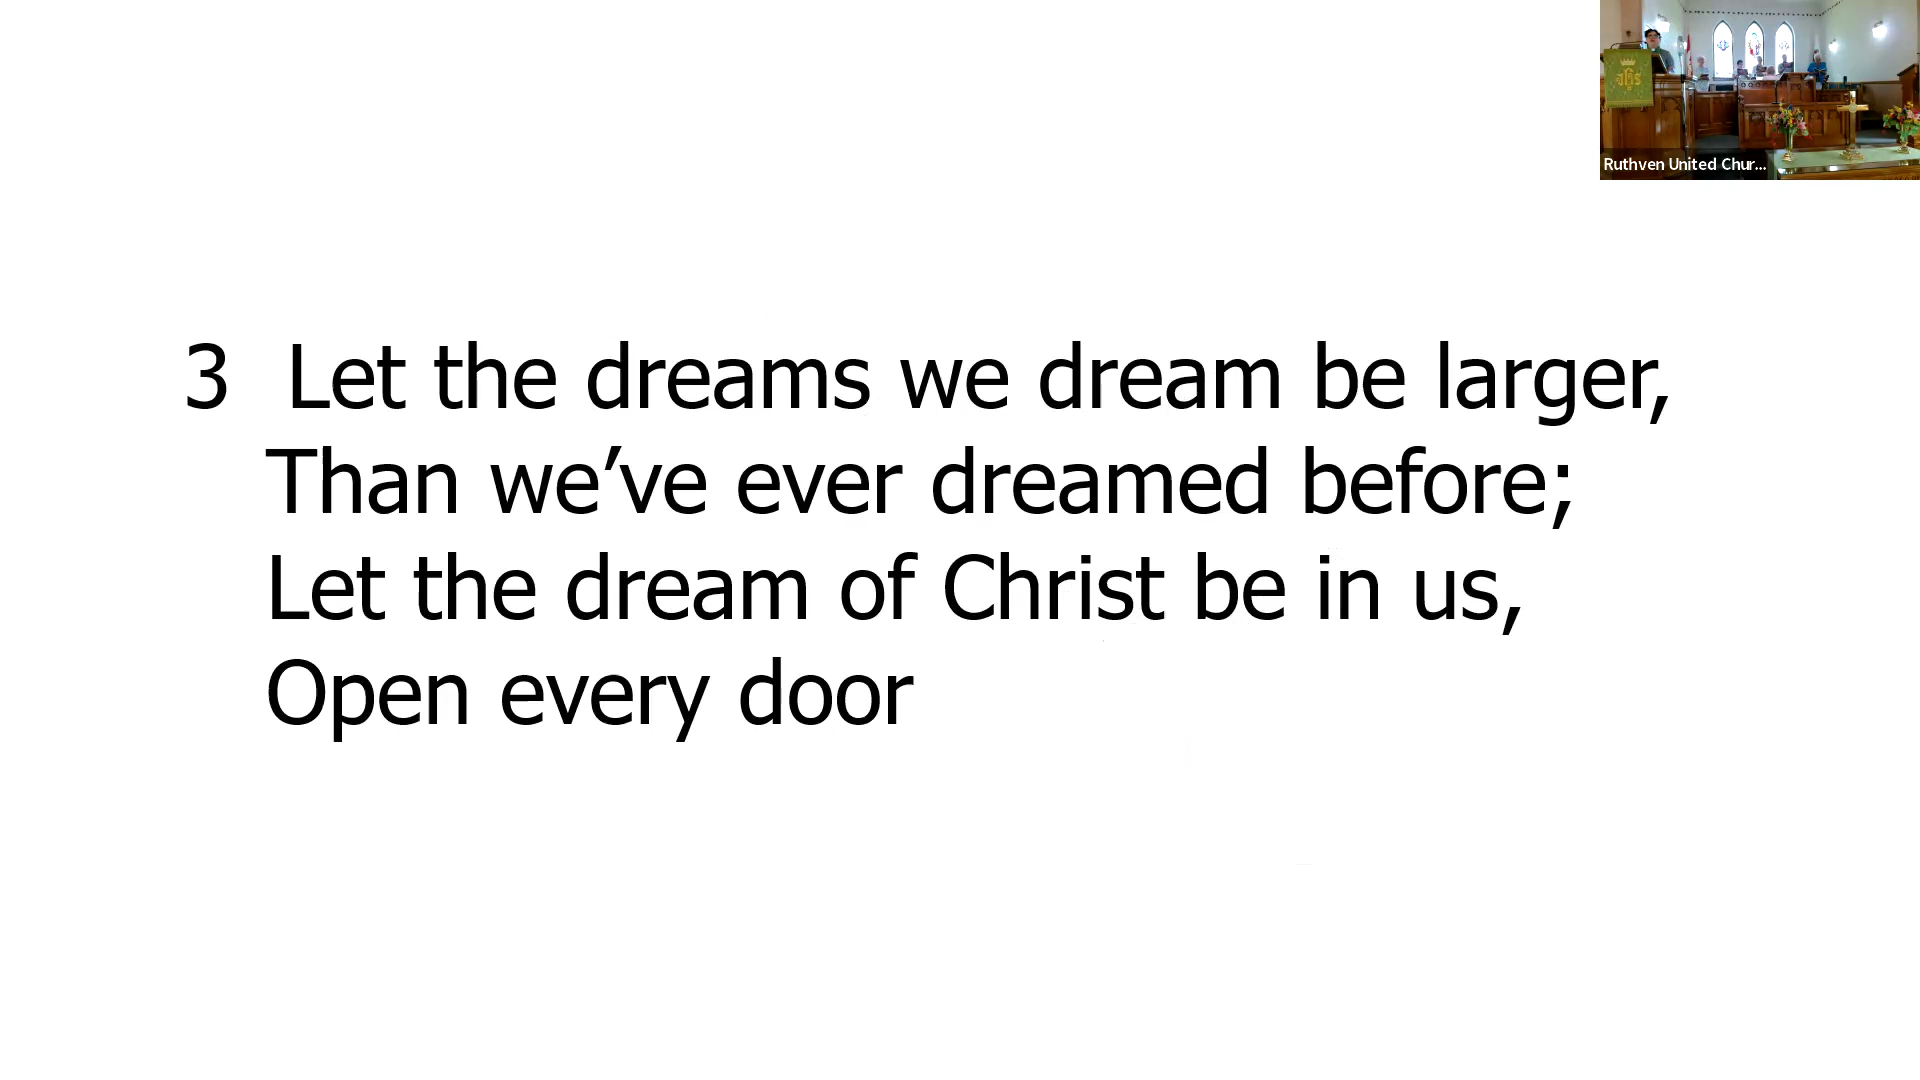 Ruthven United Chur...
3 Let the dreams we dream be larger,
Than we’ve ever dreamed before;
Let the dream of Christ be in us,
Open every door